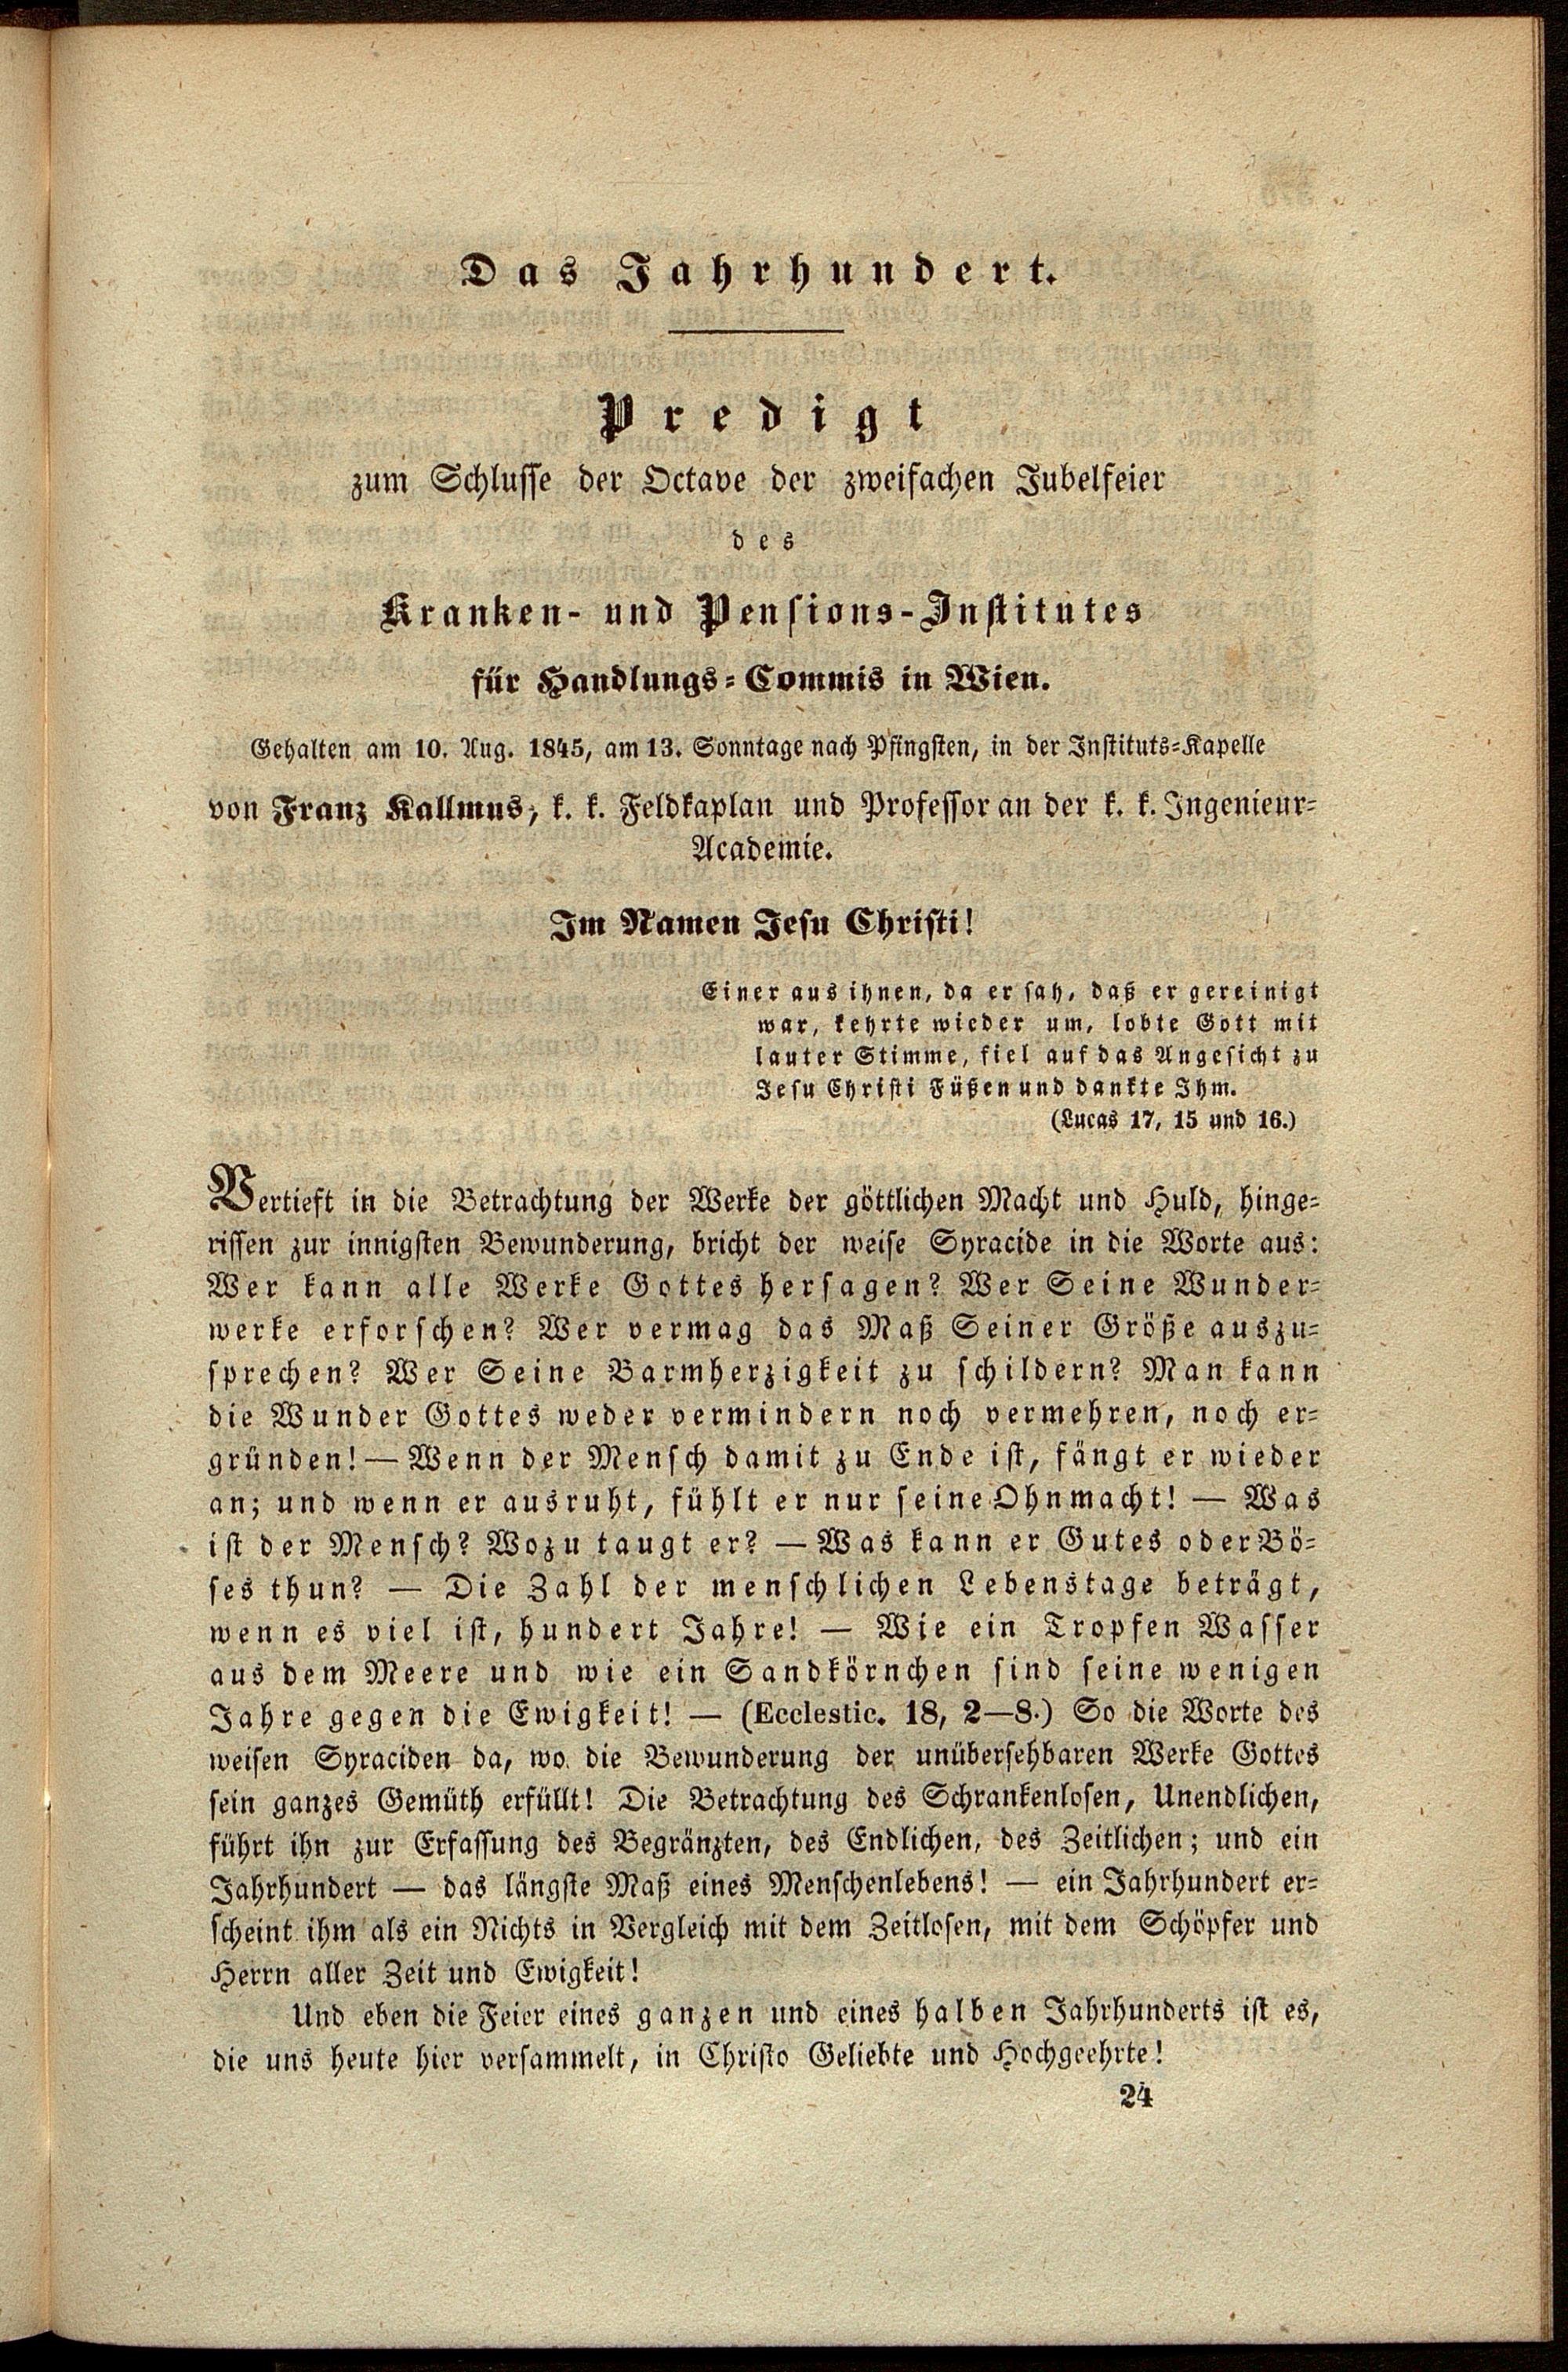 Das Jahrhundert.
Predigt
zum Schlusse der Octave der zweifachen Jubelfeier
des
Kranken- und Pensions-Institutes
für Handlungs-Commis in Wien.
Gehalten am 10. Aug. 1845, am 13. Sonntage nach Pfingsten, in der Instituts-Kapelle
von Franz Kallmus, k. k. Feldkaplan und Professor an der k. k. Ingenieur-
Academie.
Im Namen Jesu Christi!
Einer aus ihnen, da er sah, daß er gereinigt
war, kehrte wieder um, lobte Gott mit
lauter Stimme, fiel auf das Angesicht zu
Jesu Christi Füßen und dankte Ihm.
(Lucas 17, 15 und 16.)
Vertieft in die Betrachtung der Werke der göttlichen Macht und Huld, hinge-
rissen zur innigsten Bewunderung, bricht der weise Syracide in die Worte aus:
Wer kann alle Werke Gottes hersagen? Wer Seine Wunder-
werke erforschen? Wer vermag das Maß Seiner Größe auszu-
sprechen? Wer Seine Barmherzigkeit zu schildern? Man kann
die Wunder Gottes weder vermindern noch vermehren, noch er-
gründen! — Wenn der Mensch damit zu Ende ist, fängt er wieder
an; und wenn er ausruht, fühlt er nur seine Ohnmacht! — Was
ist der Mensch? Wozu taugt er? — Was kann er Gutes oder Bö-
ses thun? — Die Zahl der menschlichen Lebenstage beträgt,
wenn es viel ist, hundert Jahre! — Wie ein Tropfen Wasser
aus dem Meere und wie ein Sandkörnchen sind seine wenigen
Jahre gegen die Ewigkeit! — (Ecclestic. 18, 2—8.) So die Worte des
weisen Syraciden da, wo die Bewunderung der unübersehbaren Werke Gottes
sein ganzes Gemüth erfüllt! Die Betrachtung des Schrankenlosen, Unendlichen,
führt ihn zur Erfassung des Begränzten, des Endlichen, des Zeitlichen; und ein
Jahrhundert — das längste Maß eines Menschenlebens! — ein Jahrhundert er-
scheint ihm als ein Nichts in Vergleich mit dem Zeitlosen, mit dem Schöpfer und
Herrn aller Zeit und Ewigkeit!
Und eben die Feier eines ganzen und eines halben Jahrhunderts ist es,
die uns heute hier versammelt, in Christo Geliebte und Hochgeehrte!
24